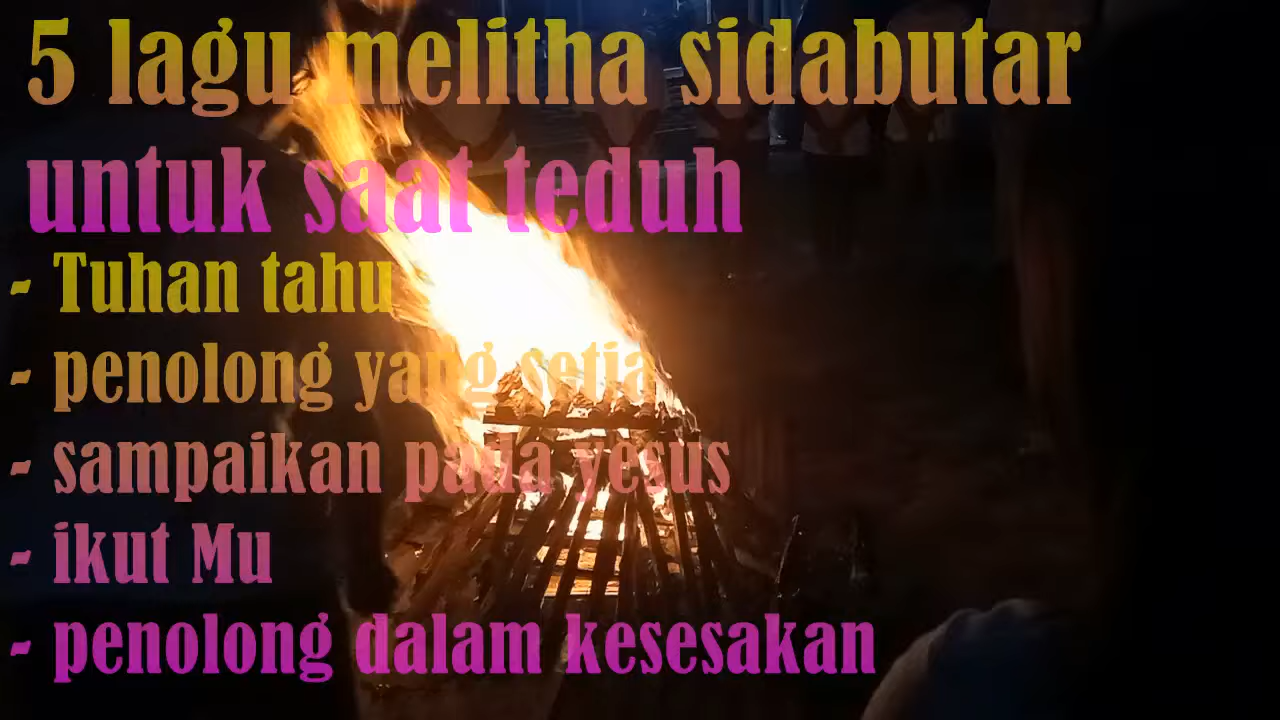 5 lagu melitha sidabutar
untuk saat teduh
- Tuhan tahu
- penolong yang setia
- sampaikan pada yesus
- ikut Mu
- penolong dalam kesesakan